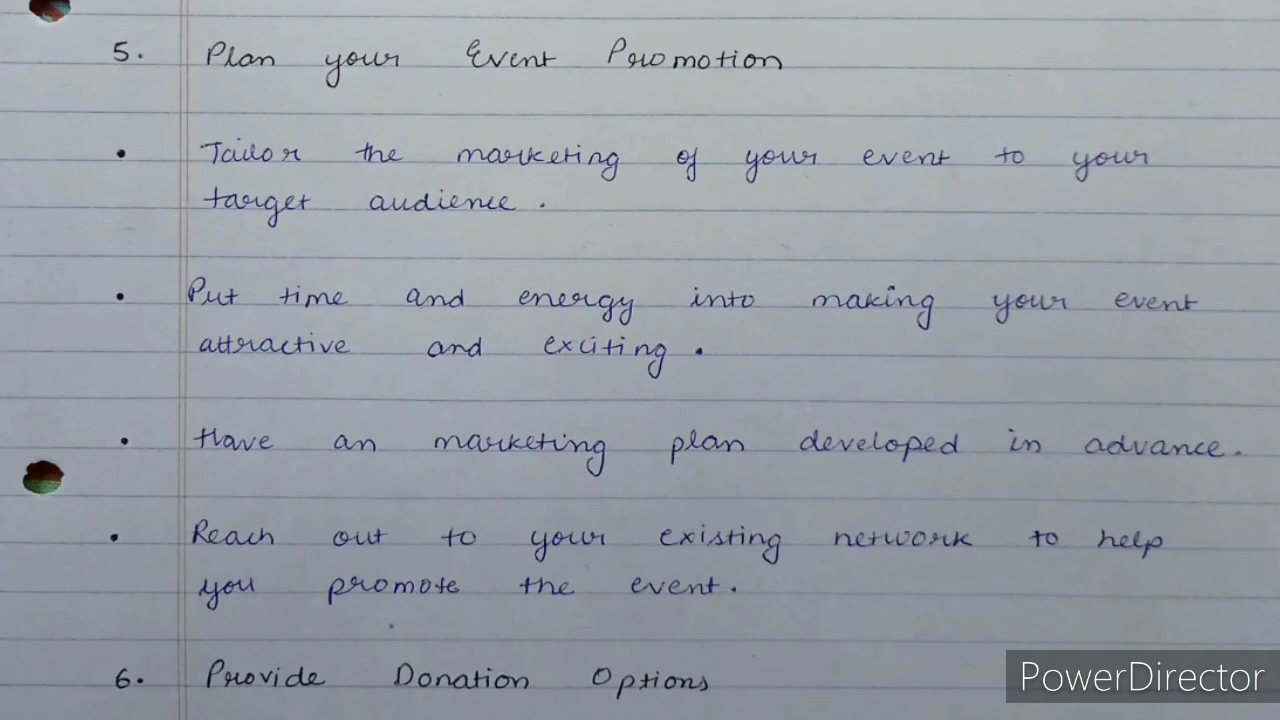 5. Plan your Event Promotion
• Tailor the marketing of your event to your
target audience.
• Put time and energy into making your event
attractive and exciting.
• Have an marketing plan developed in advance.
• Reach out to your existing network to help
you promote the event.
6. Provide Donation Options
PowerDirector